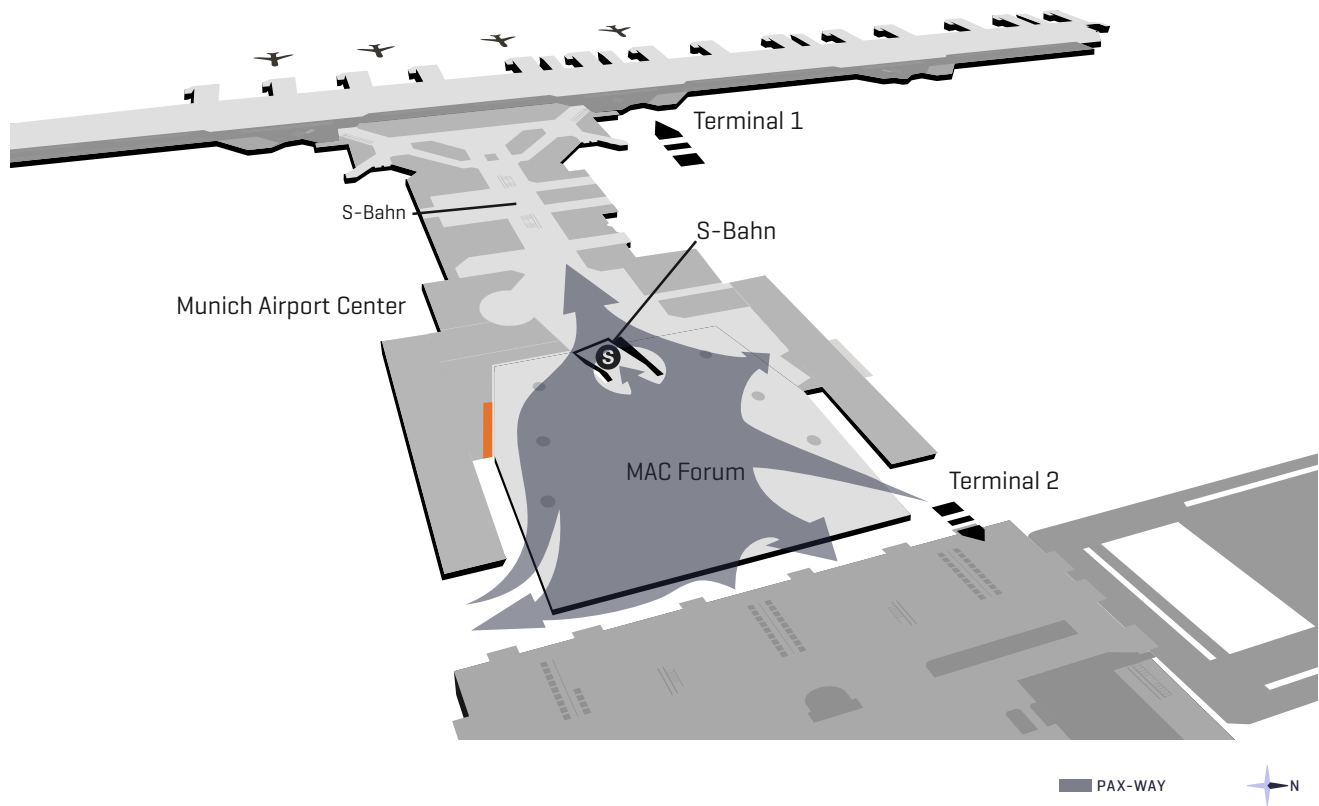 Terminal 1
S-Bahn
S-Bahn
Munich Airport Center
S
MAC Forum
Terminal 2
PAX-WAY
N